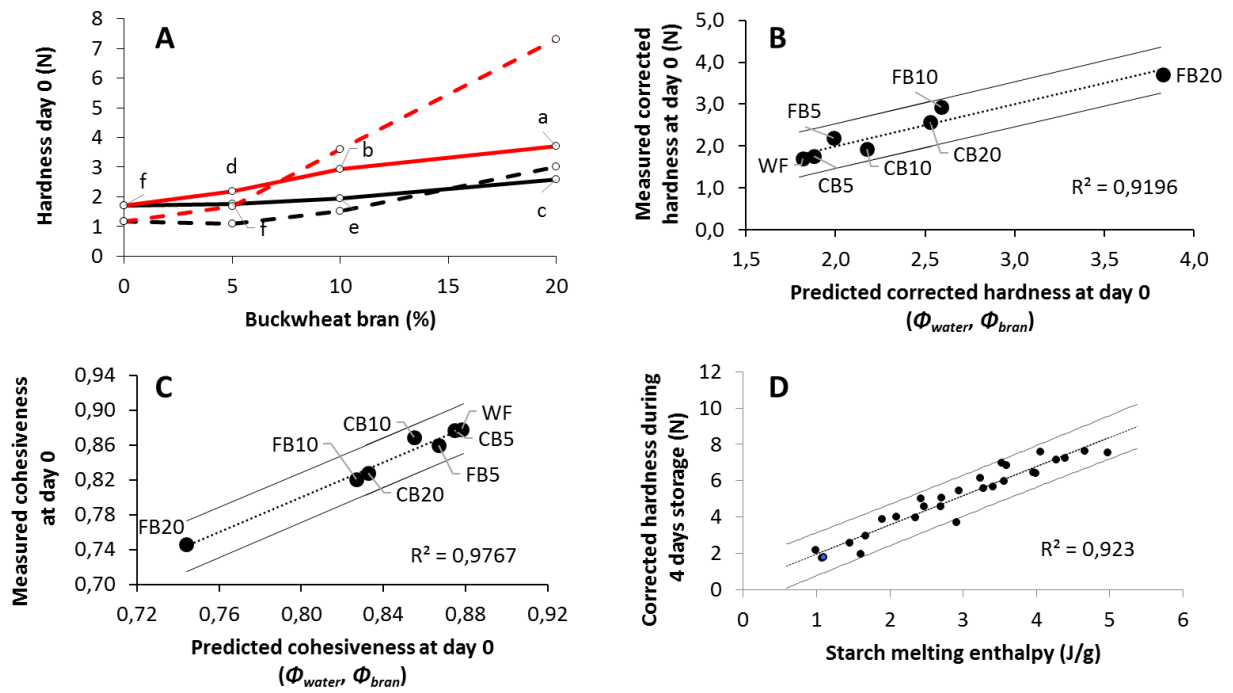 A
Hardness day 0 (N)
8
7
6
5
4
3
2
1
0
f
d
f
b
e
a
c
0
5
10
15
20
Buckwheat bran (%)
B
Measured corrected
hardness at day 0 (N)
5,0
4,0
3,0
2,0
1,0
0,0
FB10
FB20
FB5
WF
CB5
CB10
CB20
R² = 0,9196
1,5
2,0
2,5
3,0
3,5
4,0
Predicted corrected hardness at day 0
(Φwater, Φbran)
C
Measured cohesiveness
at day 0
0,94
0,90
0,86
0,82
0,78
0,74
0,70
CB10
WF
CB5
FB10
FB5
CB20
FB20
R² = 0,9767
0,72
0,76
0,80
0,84
0,88
0,92
Predicted cohesiveness at day 0
(Φwater, Φbran)
D
Corrected hardness during
4 days storage (N)
12
10
8
6
4
2
0
R² = 0,923
0
1
2
3
4
5
6
Starch melting enthalpy (J/g)